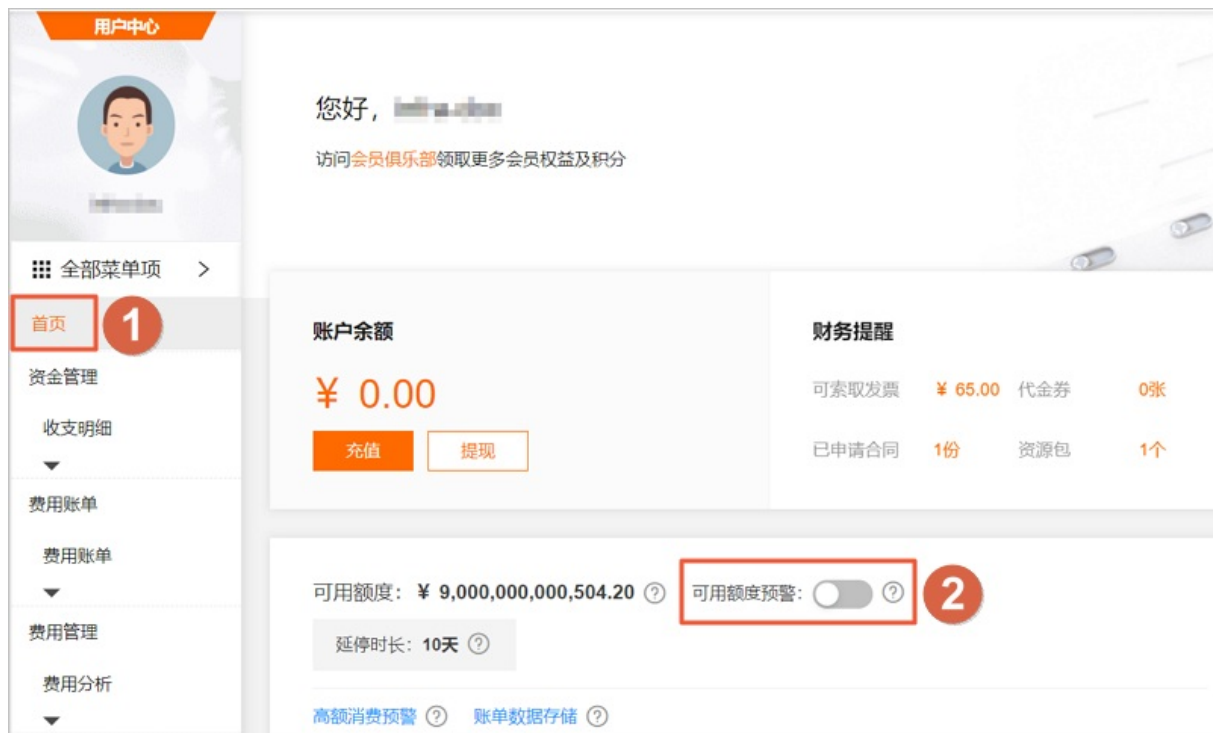 用户中心
您好，
访问会员俱乐部领取更多会员权益及积分
全部菜单项
首页
1
资金管理
收支明细
费用账单
费用账单
费用管理
费用分析
账户余额
¥ 0.00
充值 提现
财务提醒
可索取发票 ¥ 65.00 代金券 0张
已申请合同 1份 资源包 1个
可用额度：¥ 9,000,000,000,504.20 ? 可用额度预警： ? 2
延停时长：10天 ?
高额消费预警 ? 账单数据存储 ?